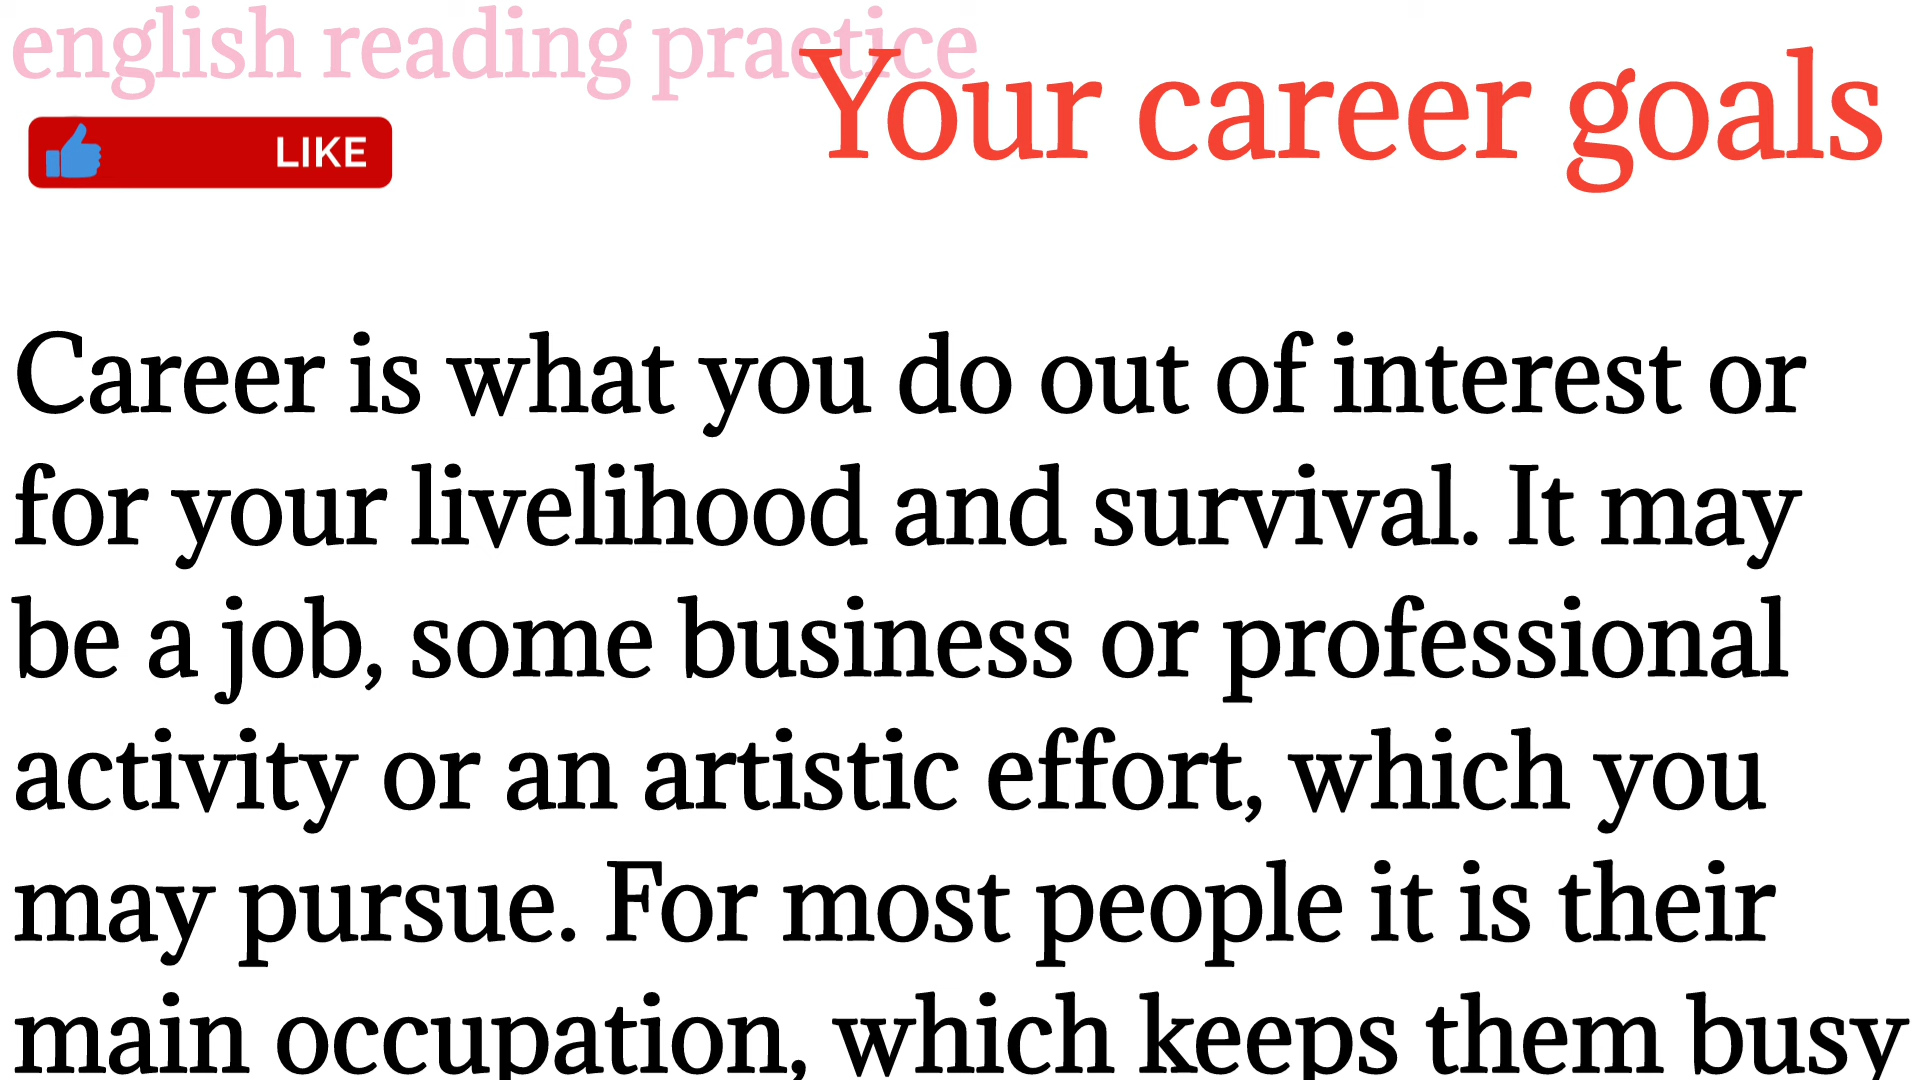 english reading practice
Your career goals
LIKE
Career is what you do out of interest or
for your livelihood and survival. It may
be a job, some business or professional
activity or an artistic effort, which you
may pursue. For most people it is their
main occupation, which keeps them busy